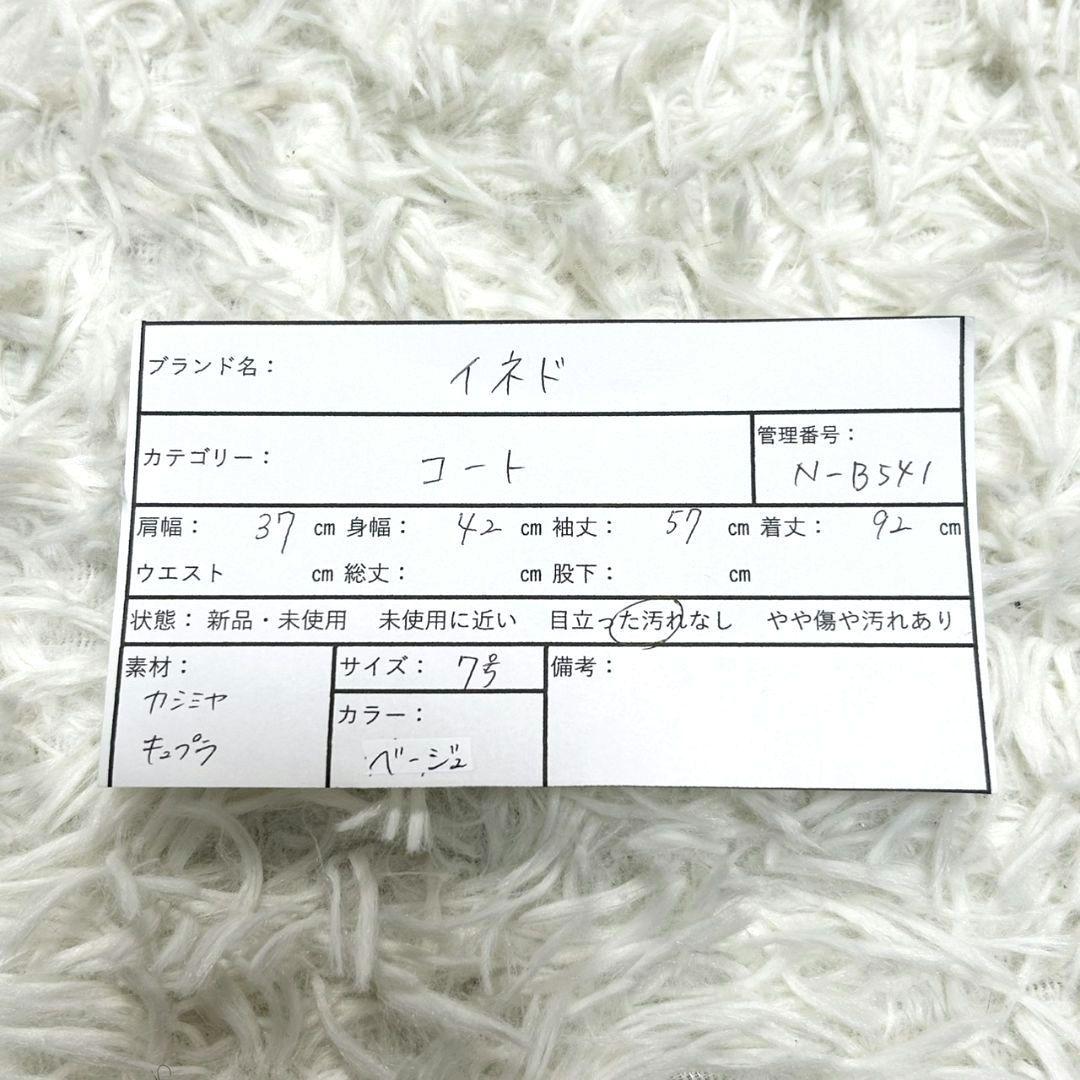 ブランド名： イネド
カテゴリー： コート
管理番号：
N-B541
肩幅： 37 cm 身幅： 42 cm 袖丈： 57 cm 着丈： 92 cm
ウエスト cm 総丈： cm 股下： cm
状態： 新品・未使用 未使用に近い 目立った汚れなし やや傷や汚れあり
素材：
カシミヤ
キュプラ
サイズ： 7号
カラー：
ベージュ
備考：